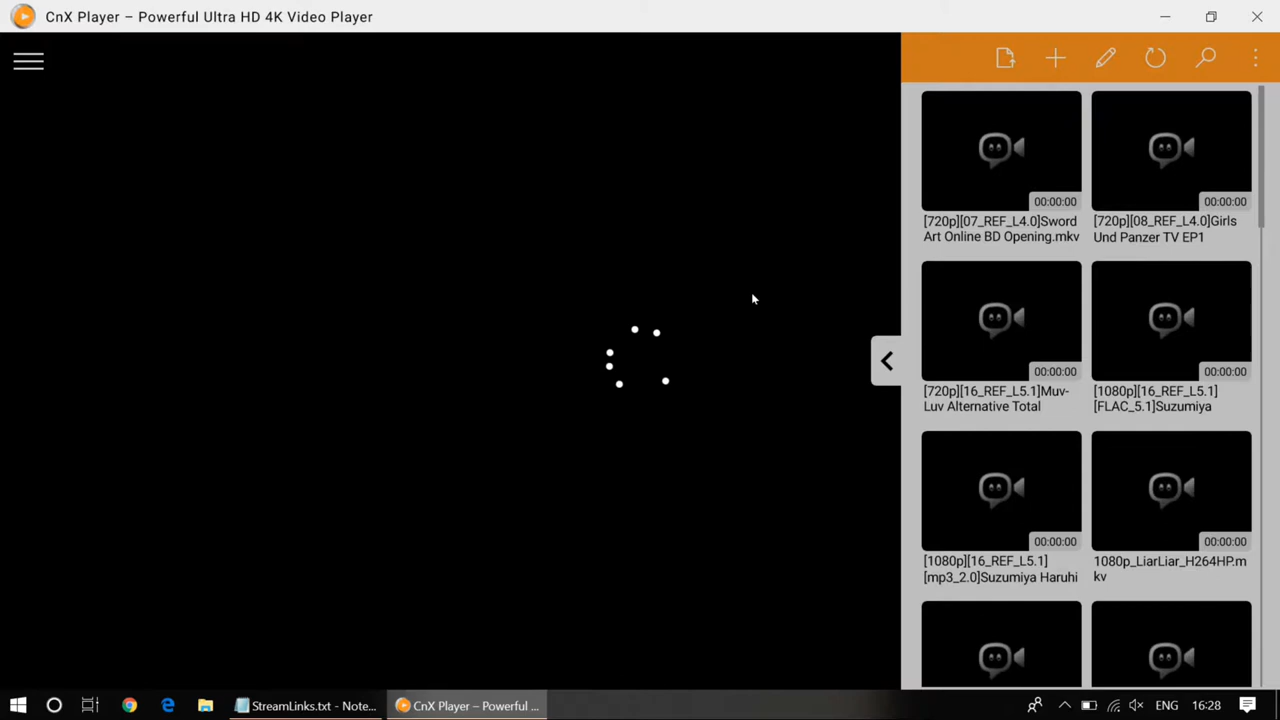 CnX Player – Powerful Ultra HD 4K Video Player
00:00:00
00:00:00
[720p][07_REF_L4.0]Sword
Art Online BD Opening.mkv
[720p][08_REF_L4.0]Girls
Und Panzer TV EP1
00:00:00
00:00:00
[720p][16_REF_L5.1]Muv-
Luv Alternative Total
[1080p][16_REF_L5.1]
[FLAC_5.1]Suzumiya
00:00:00
00:00:00
[1080p][16_REF_L5.1]
[mp3_2.0]Suzumiya Haruhi
1080p_LiarLiar_H264HP.m
kv
StreamLinks.txt - Note...
CnX Player – Powerful ...
ENG
16:28